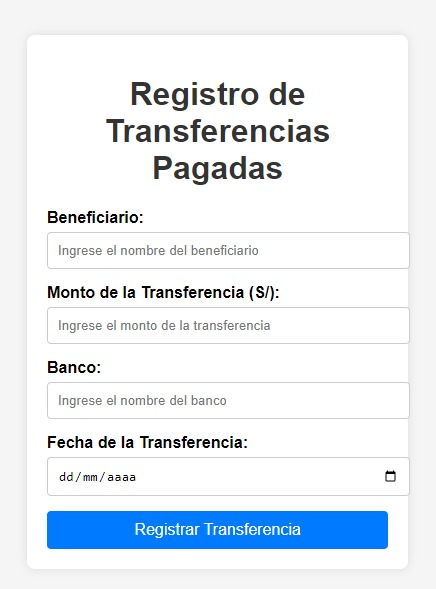 Registro de
Transferencias
Pagadas
Beneficiario:
Ingrese el nombre del beneficiario
Monto de la Transferencia (S/):
Ingrese el monto de la transferencia
Banco:
Ingrese el nombre del banco
Fecha de la Transferencia:
dd/mm/aaaa
Registrar Transferencia